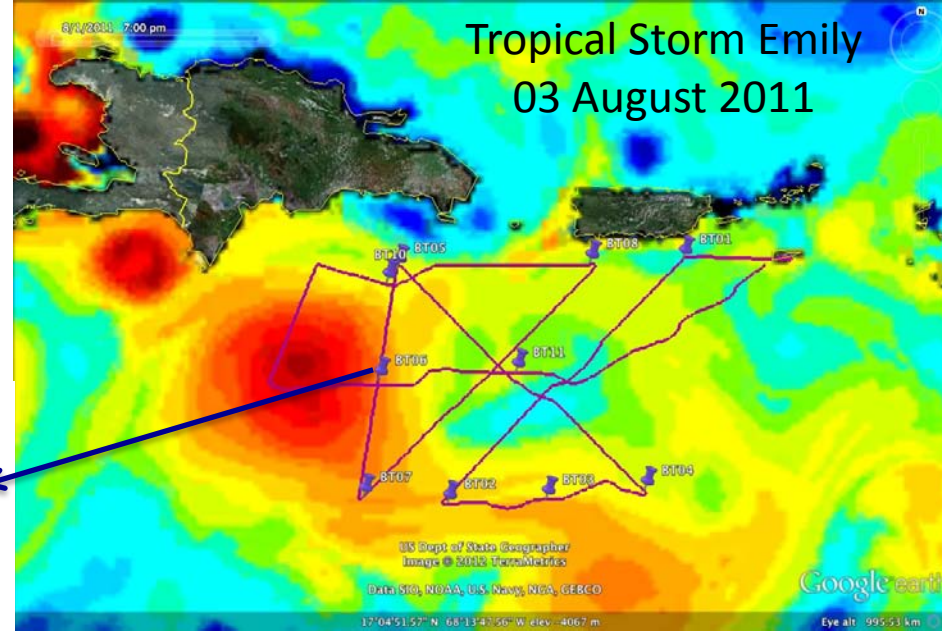 8/1/2011 7:00 pm
Tropical Storm Emily
03 August 2011
N
BT05
BT10
BT08
BT01
BT06
BT11
BT07
BT02
BT03
BT04
US Dept of State Geographer
Image © 2012 TerraMetrics
Data SIO, NOAA, U.S. Navy, NGA, GEBCO
Google earth
17°04'51.57" N 68°13'47.56" W elev -4067 m
Eye alt 995.53 km